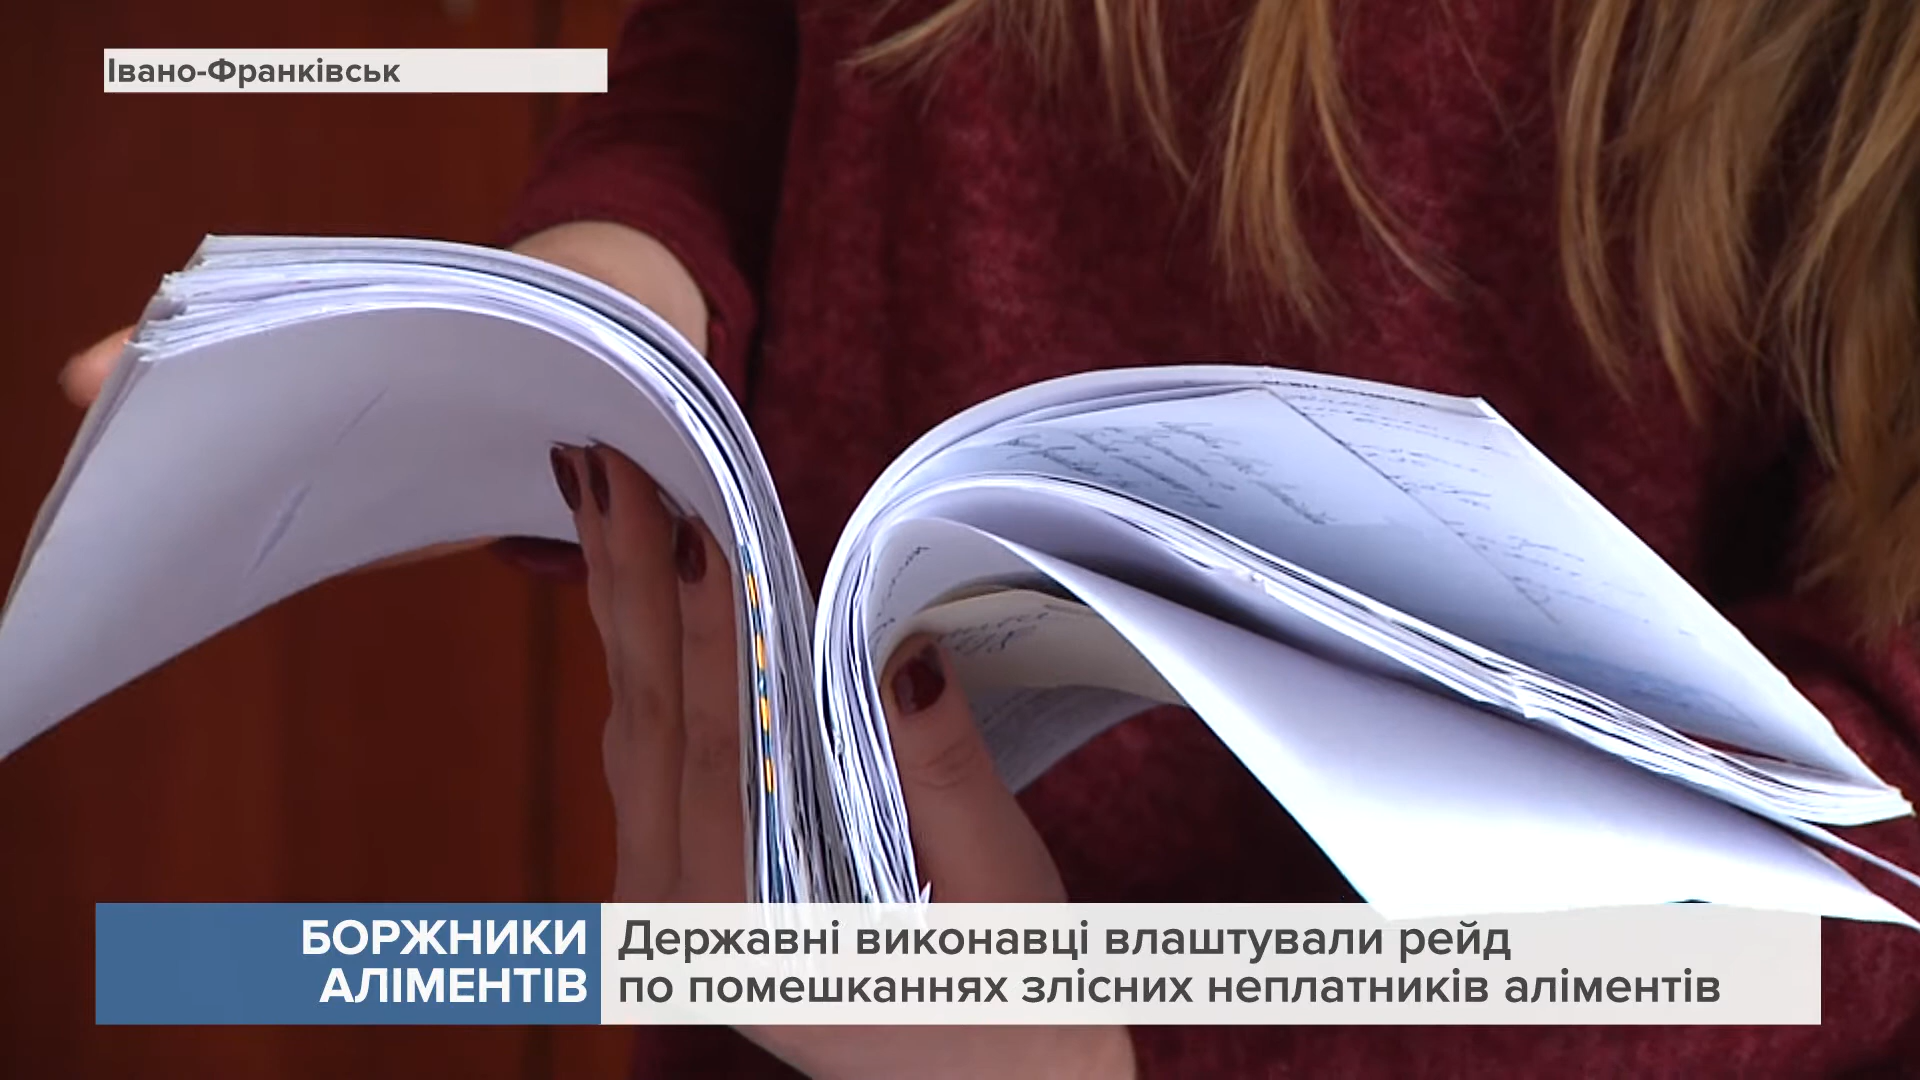 Івано-Франківськ
БОРЖНИКИ
АЛІМЕНТІВ
Державні виконавці влаштували рейд
по помешканнях злісних неплатників аліментів